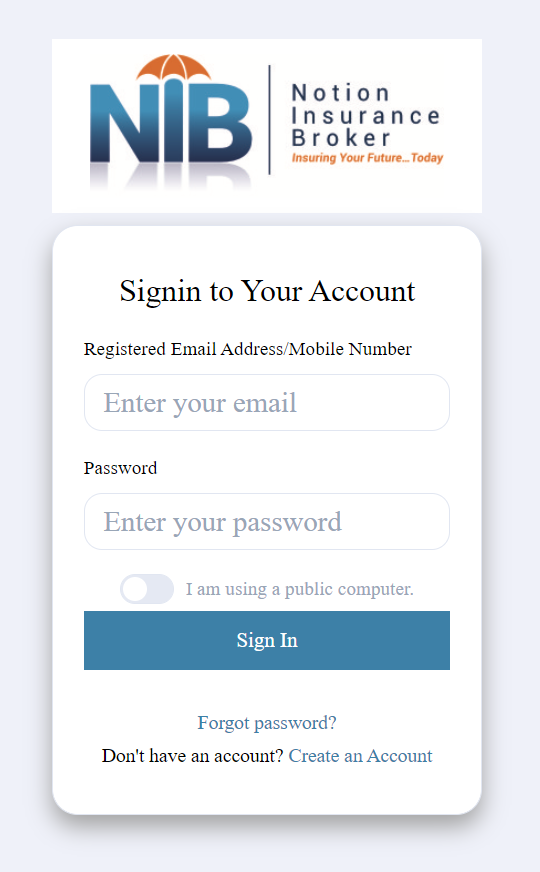 NIB
Notion
Insurance
Broker
Insuring Your Future...Today
Signin to Your Account
Registered Email Address/Mobile Number
Enter your email
Password
Enter your password
I am using a public computer.
Sign In
Forgot password?
Don't have an account? Create an Account